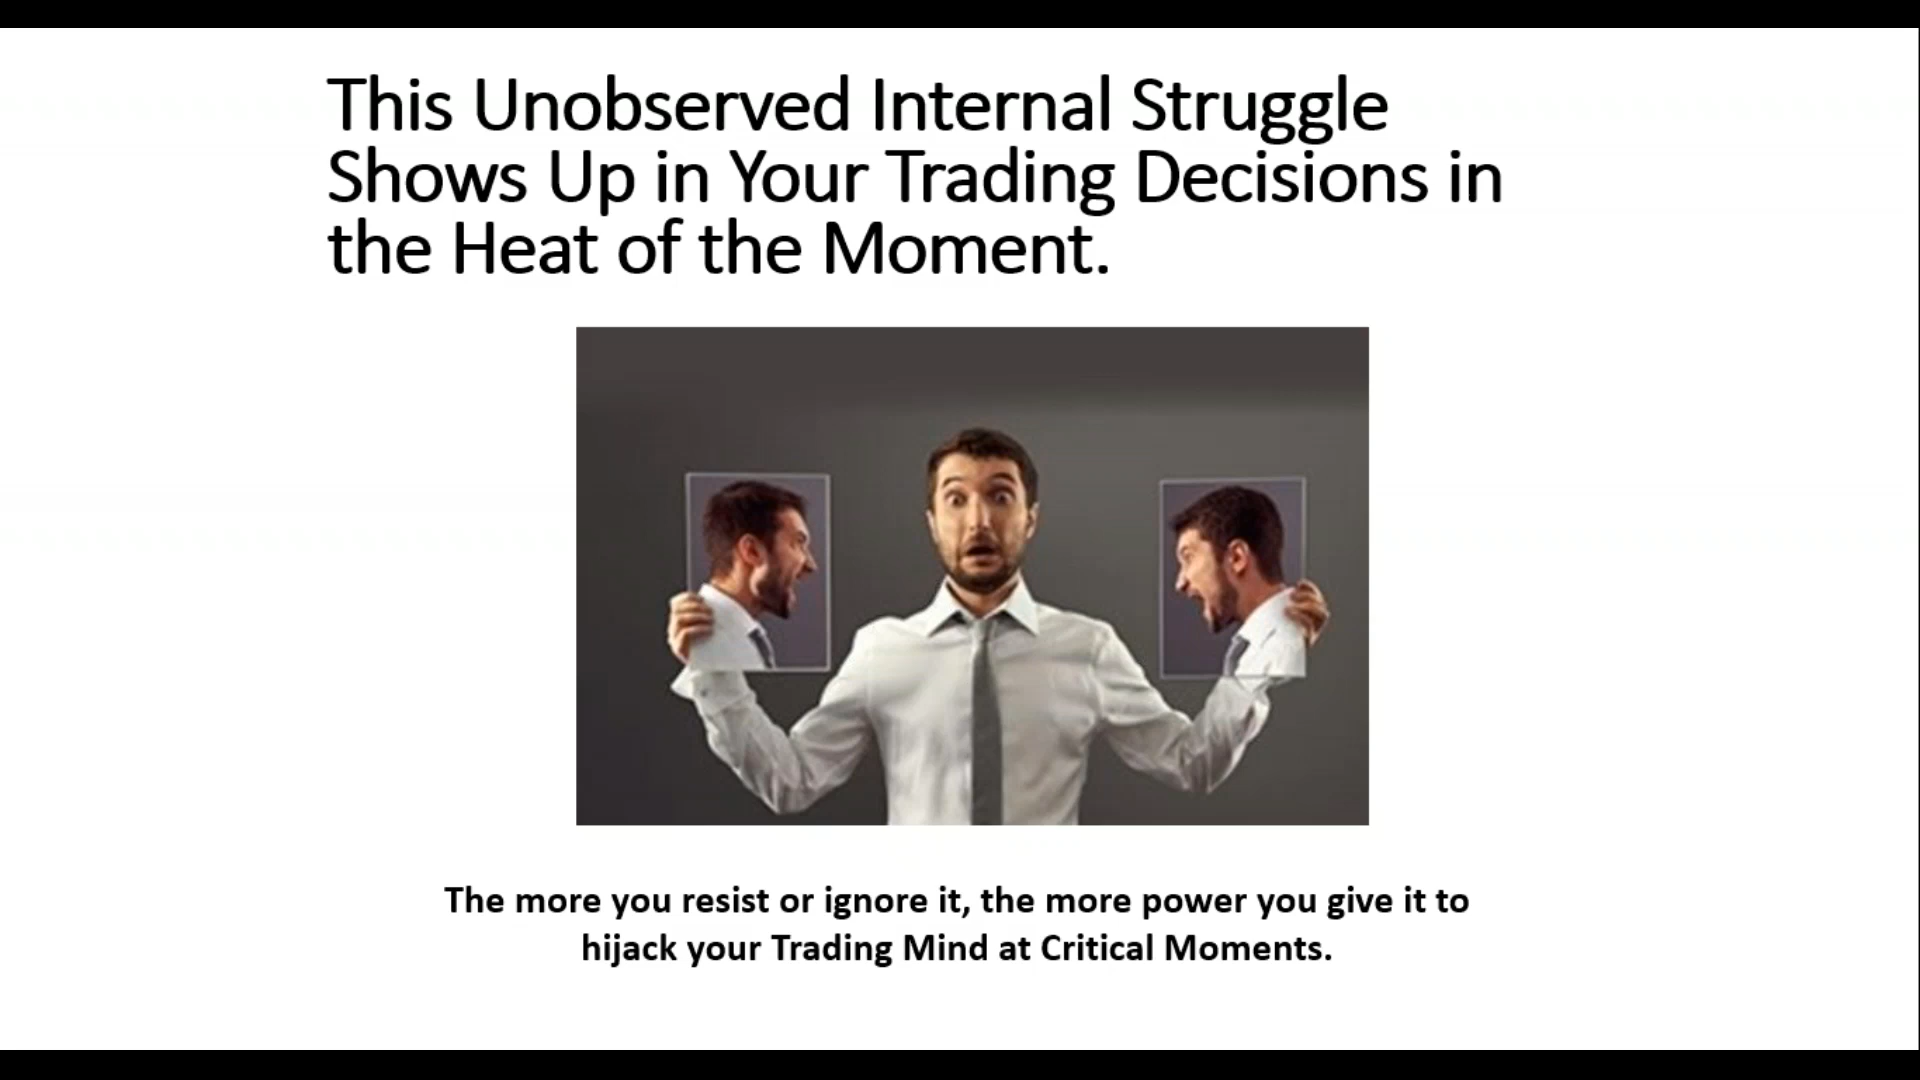 This Unobserved Internal Struggle
Shows Up in Your Trading Decisions in
the Heat of the Moment.
The more you resist or ignore it, the more power you give it to
hijack your Trading Mind at Critical Moments.